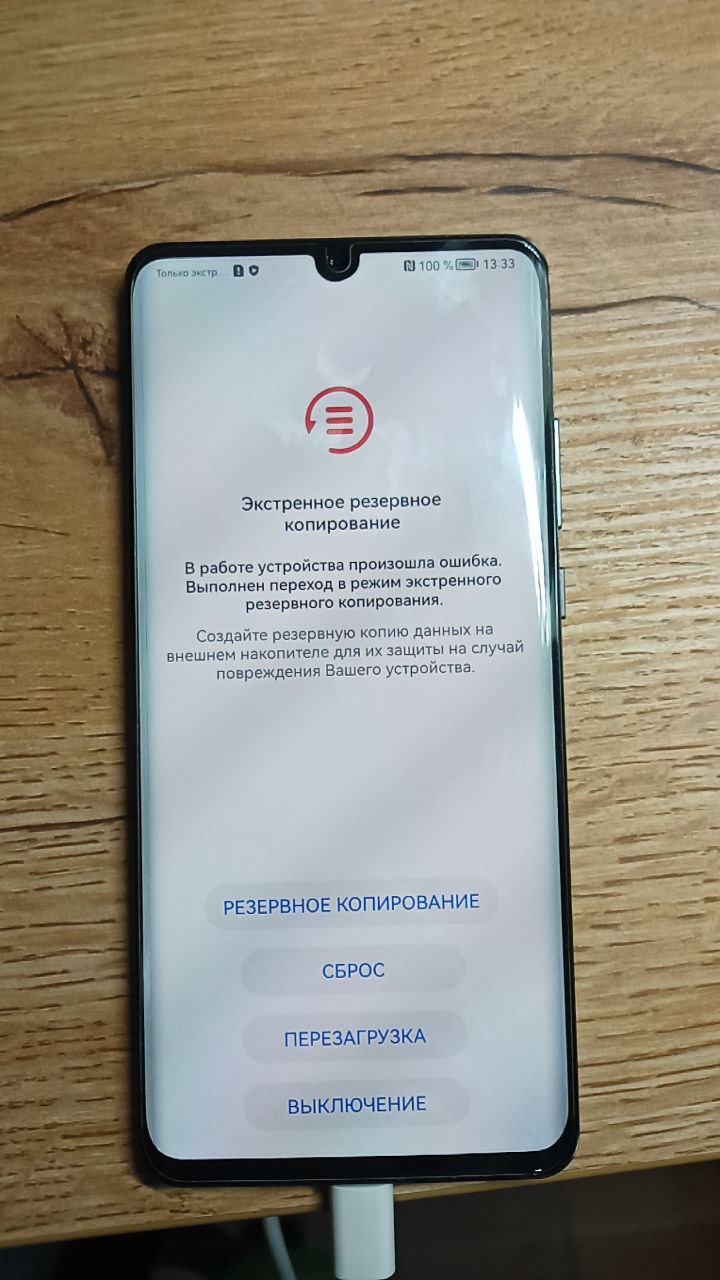 Только экстр... 100 % 13:33
Экстренное резервное
копирование
В работе устройства произошла ошибка.
Выполнен переход в режим экстренного
резервного копирования.
Создайте резервную копию данных на
внешнем накопителе для их защиты на случай
повреждения Вашего устройства.
РЕЗЕРВНОЕ КОПИРОВАНИЕ
СБРОС
ПЕРЕЗАГРУЗКА
ВЫКЛЮЧЕНИЕ